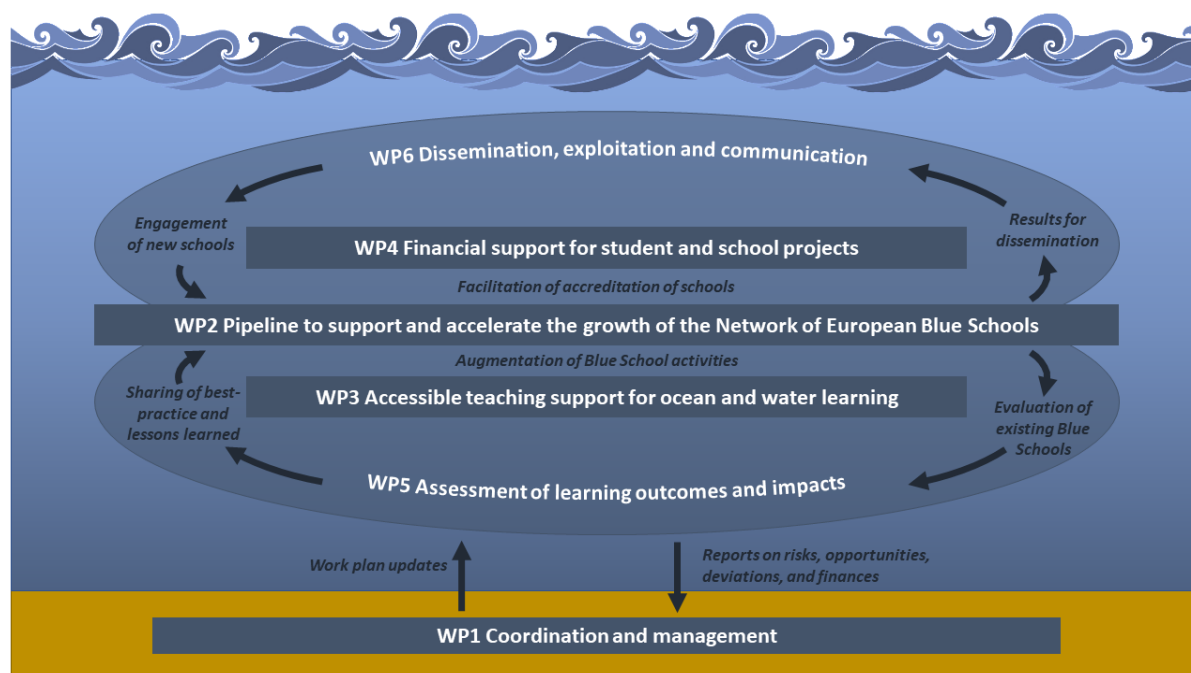 WP6 Dissemination, exploitation and communication
Engagement
of new schools
Results for
dissemination
WP4 Financial support for student and school projects
Facilitation of accreditation of schools
WP2 Pipeline to support and accelerate the growth of the Network of European Blue Schools
Augmentation of Blue School activities
Sharing of best-
practice and
lessons learned
WP3 Accessible teaching support for ocean and water learning
Evaluation of
existing Blue
Schools
WP5 Assessment of learning outcomes and impacts
Work plan updates
Reports on risks, opportunities,
deviations, and finances
WP1 Coordination and management